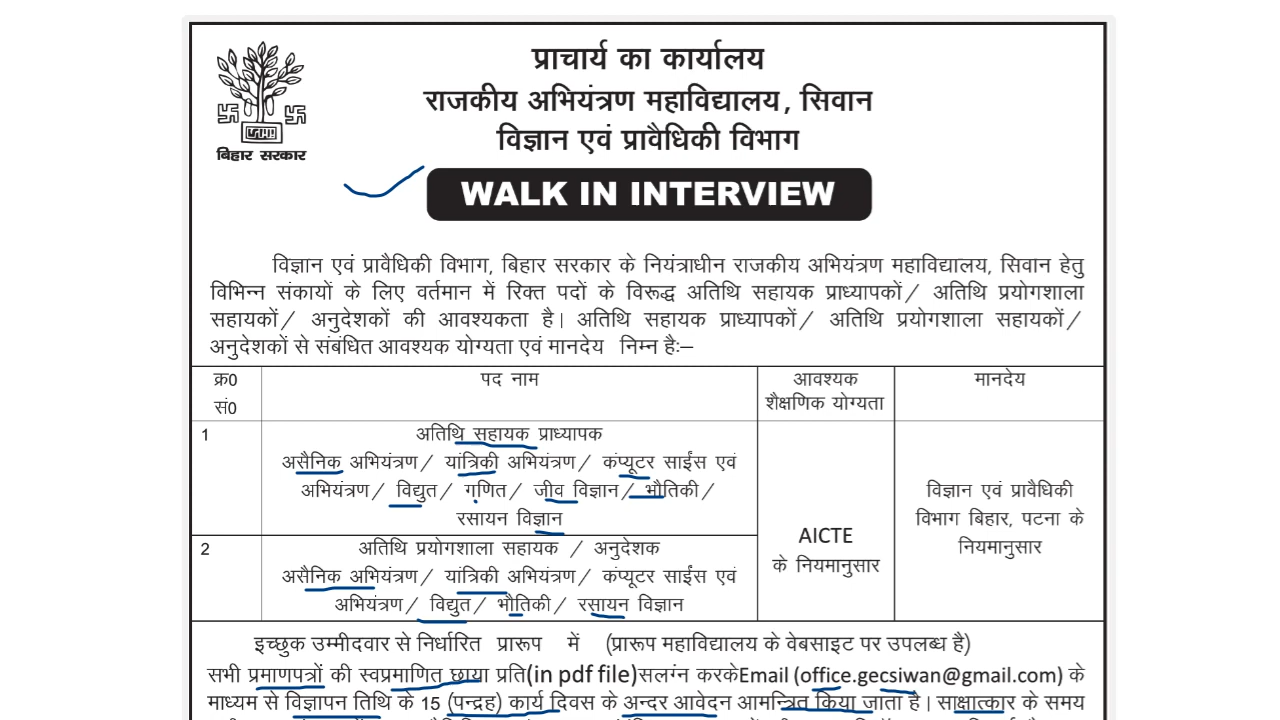 प्राचार्य का कार्यालय
राजकीय अभियंत्रण महाविद्यालय, सिवान
विज्ञान एवं प्रावैधिकी विभाग
बिहार सरकार
WALK IN INTERVIEW
विज्ञान एवं प्रावैधिकी विभाग, बिहार सरकार के नियंत्राधीन राजकीय अभियंत्रण महाविद्यालय, सिवान हेतु
विभिन्न संकायों के लिए वर्तमान में रिक्त पदों के विरूद्ध अतिथि सहायक प्राध्यापकों/ अतिथि प्रयोगशाला
सहायकों/ अनुदेशकों की आवश्यकता है। अतिथि सहायक प्राध्यापकों/ अतिथि प्रयोगशाला सहायकों/
अनुदेशकों से संबंधित आवश्यक योग्यता एवं मानदेय निम्न हैः–
क्र0 सं0
पद नाम
आवश्यक
शैक्षणिक योग्यता
मानदेय
1
अतिथि सहायक प्राध्यापक
असैनिक अभियंत्रण/ यांत्रिकी अभियंत्रण/ कंप्यूटर साईंस एवं
अभियंत्रण/ विद्युत/ गणित/ जीव विज्ञान/ भौतिकी/
रसायन विज्ञान
2
अतिथि प्रयोगशाला सहायक / अनुदेशक
असैनिक अभियंत्रण/ यांत्रिकी अभियंत्रण/ कंप्यूटर साईंस एवं
अभियंत्रण/ विद्युत/ भौतिकी/ रसायन विज्ञान
AICTE
के नियमानुसार
विज्ञान एवं प्रावैधिकी
विभाग बिहार, पटना के
नियमानुसार
इच्छुक उम्मीदवार से निर्धारित प्रारूप में (प्रारूप महाविद्यालय के वेबसाइट पर उपलब्ध है)
सभी प्रमाणपत्रों की स्वप्रमाणित छाया प्रति(in pdf file)सलग्न करकेEmail (office.gecsiwan@gmail.com) के
माध्यम से विज्ञापन तिथि के 15 (पन्द्रह) कार्य दिवस के अन्दर आवेदन आमन्त्रित किया जाता है। साक्षात्कार के समय